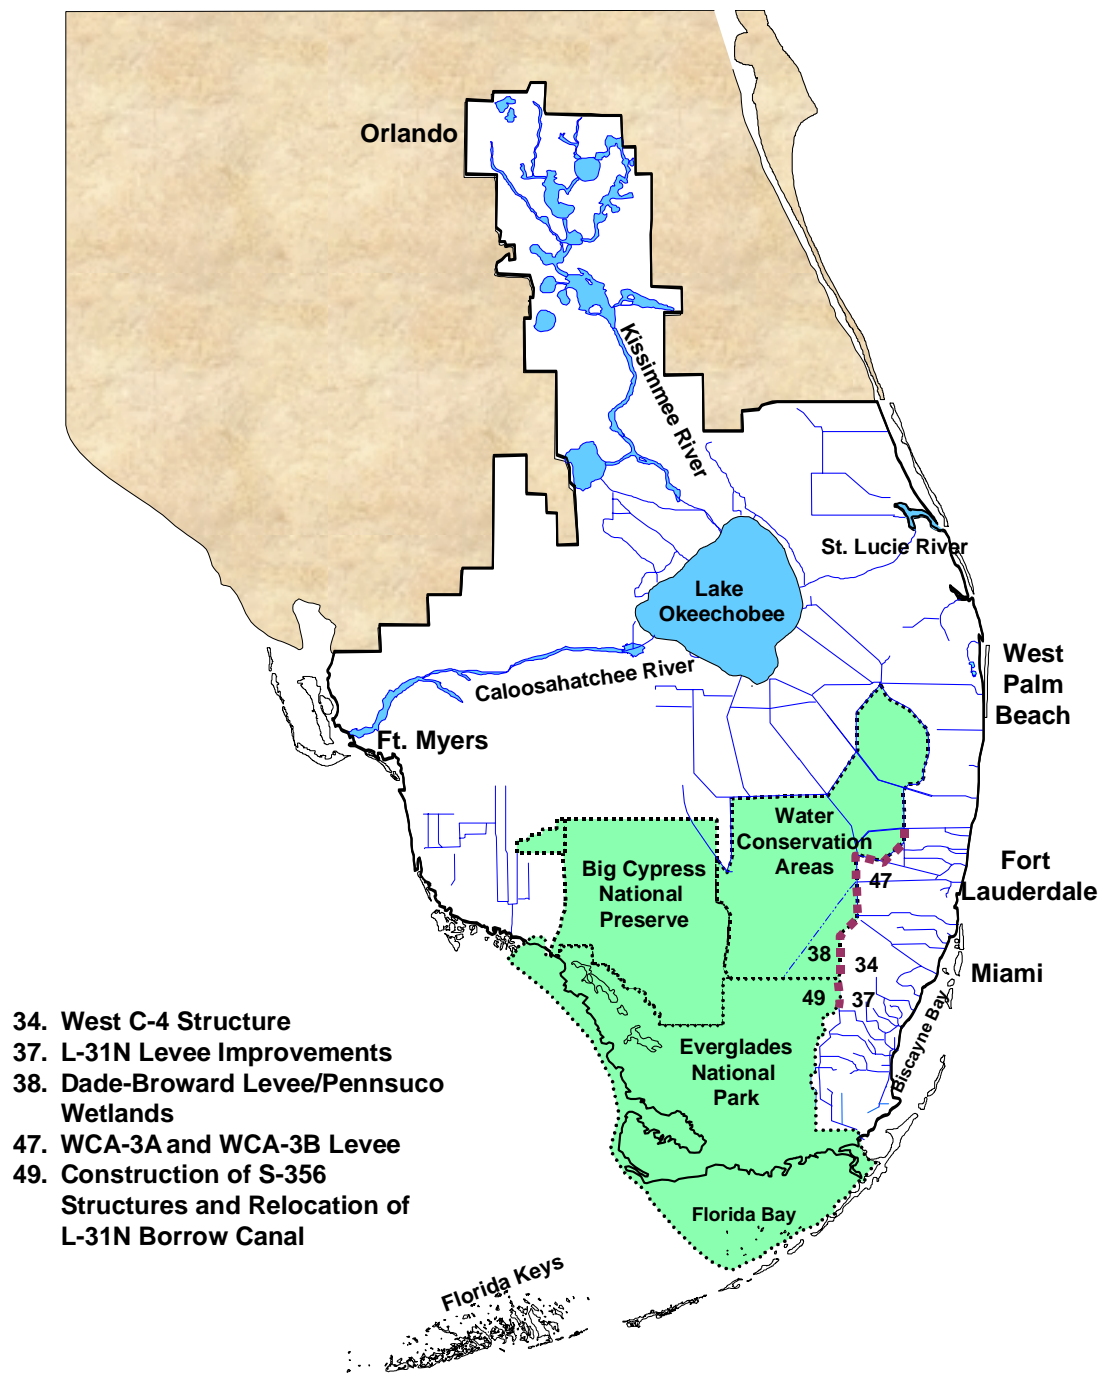 Orlando
Kissimmee River
St. Lucie River
Lake
Okeechobee
Caloosahatchee River
West
Palm
Beach
Ft. Myers
Water
Conservation
Areas
Big Cypress
National
Preserve
47
Fort
Lauderdale
38
34
Miami
49
37
Biscayne Bay
Everglades
National
Park
Florida Bay
Florida Keys
34. West C-4 Structure
37. L-31N Levee Improvements
38. Dade-Broward Levee/Pennsuco
Wetlands
47. WCA-3A and WCA-3B Levee
49. Construction of S-356
Structures and Relocation of
L-31N Borrow Canal